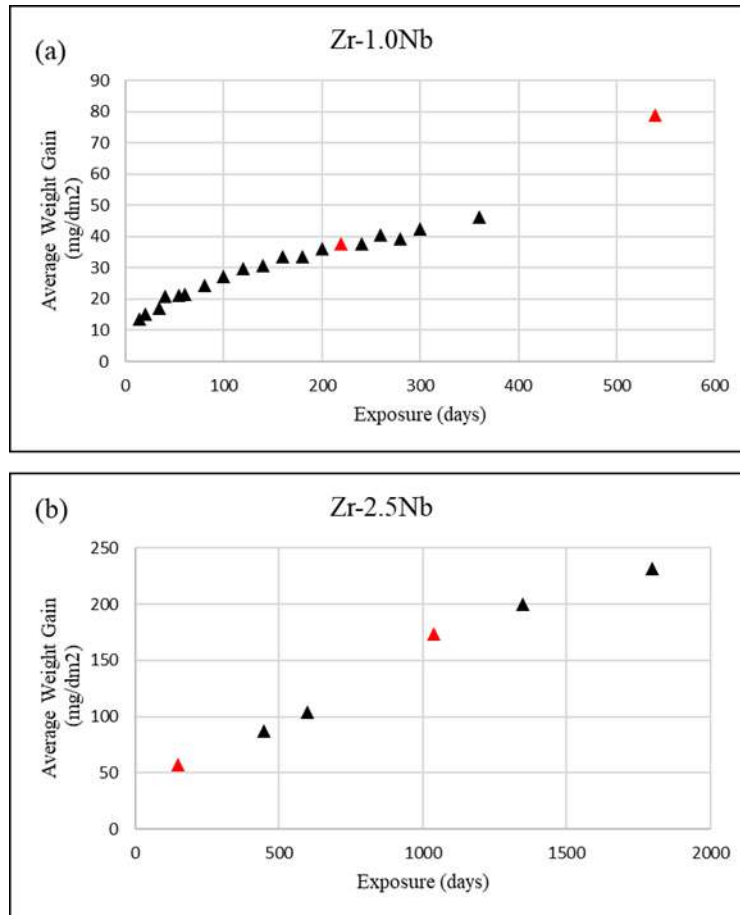 (a)
Zr-1.0Nb
90
80
70
60
50
40
30
20
10
0
Average Weight Gain
(mg/dm2)
0 100 200 300 400 500 600
Exposure (days)
(b)
Zr-2.5Nb
250
200
150
100
50
0
Average Weight Gain
(mg/dm2)
0 500 1000 1500 2000
Exposure (days)